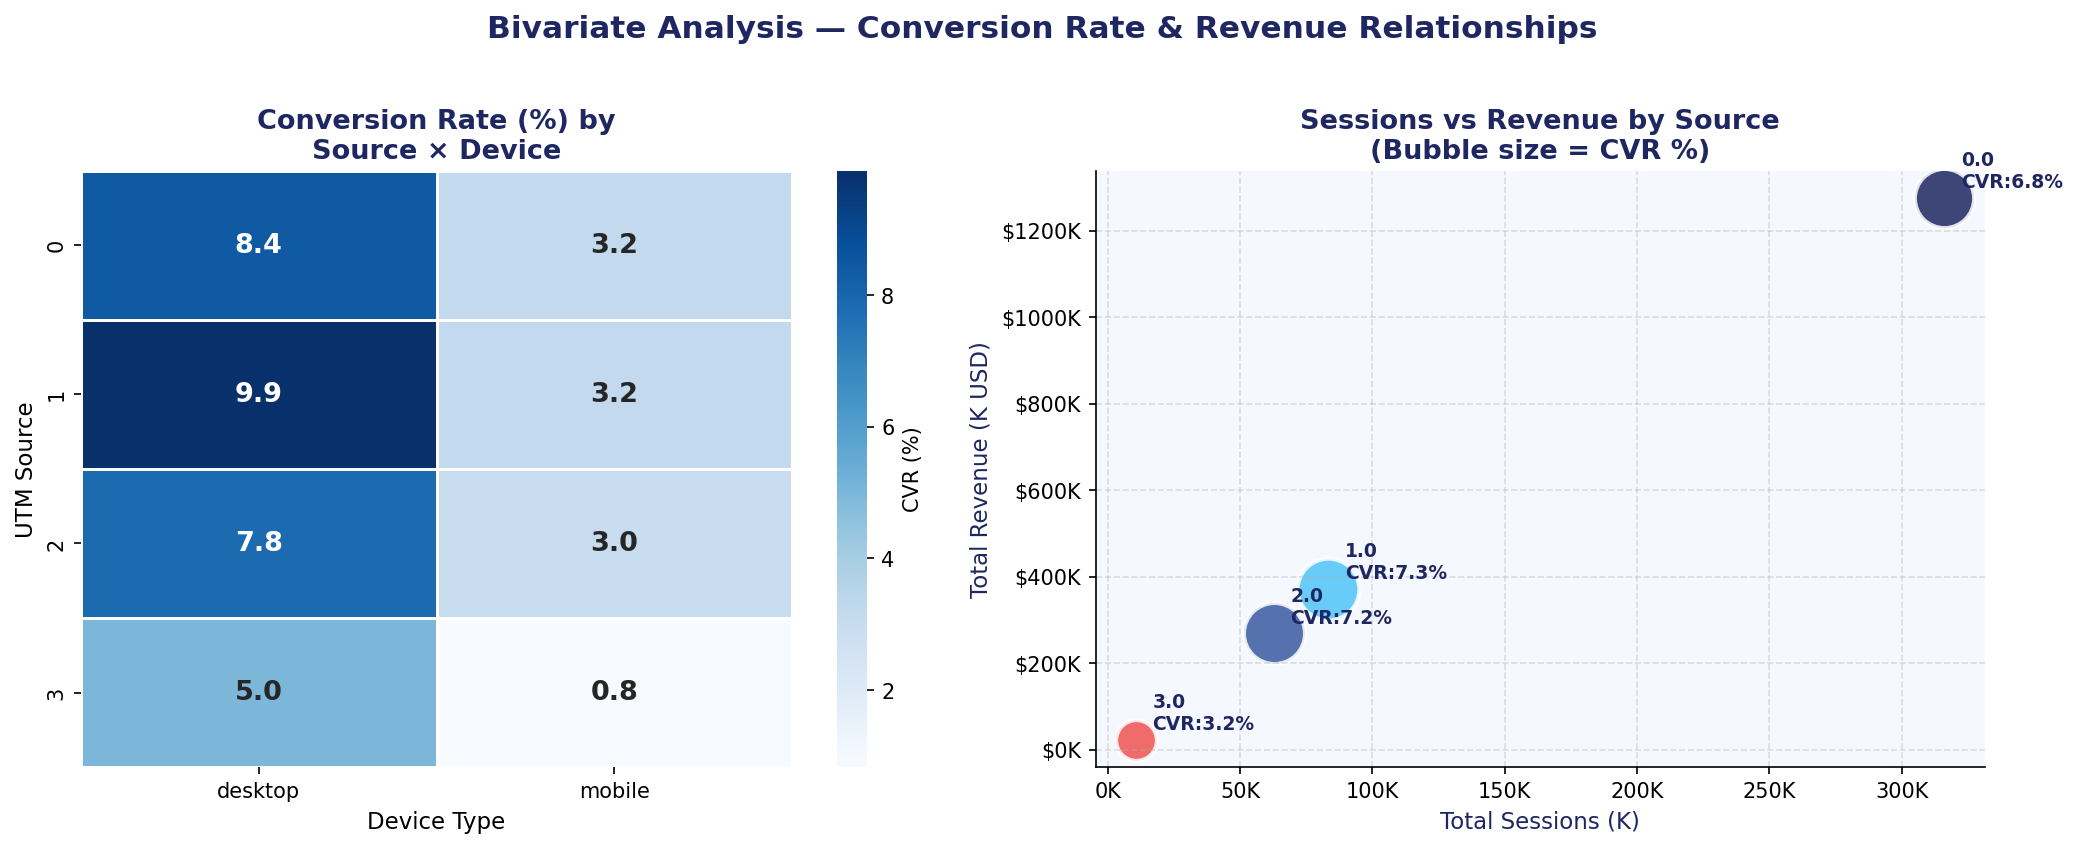 Bivariate Analysis — Conversion Rate & Revenue Relationships
Conversion Rate (%) by
Source × Device
UTM Source
0
1
2
3
8.4
3.2
9.9
3.2
7.8
3.0
5.0
0.8
desktop
mobile
Device Type
8
6
4
2
CVR (%)
Sessions vs Revenue by Source
(Bubble size = CVR %)
Total Revenue (K USD)
$1200K
$1000K
$800K
$600K
$400K
$200K
$0K
0.0
CVR:6.8%
1.0
CVR:7.3%
2.0
CVR:7.2%
3.0
CVR:3.2%
0K
50K
100K
150K
200K
250K
300K
Total Sessions (K)